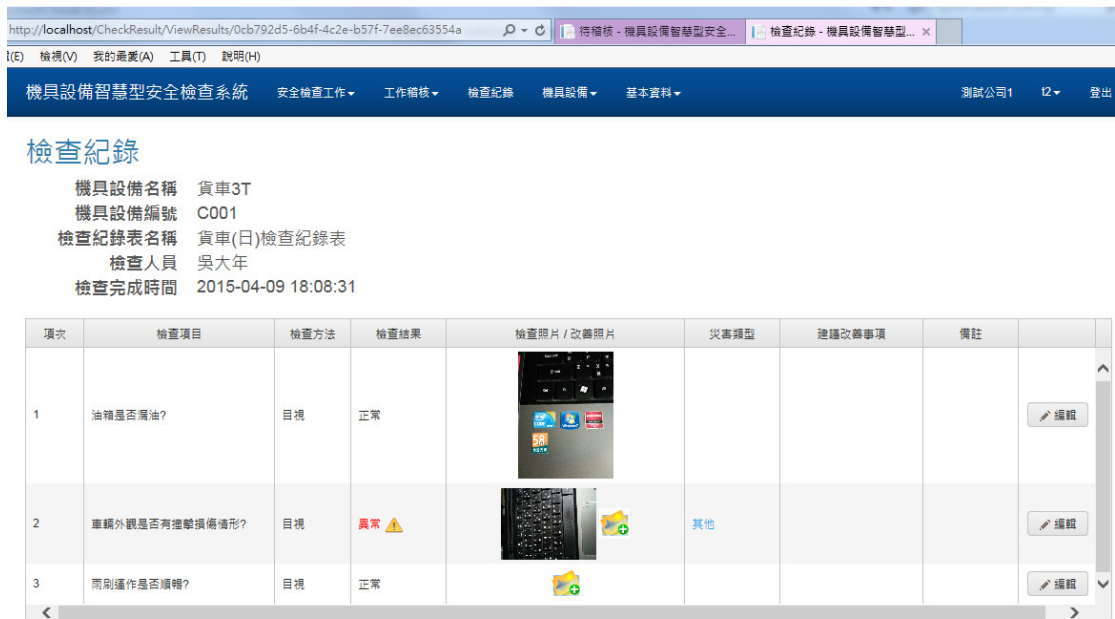 http://localhost/CheckResult/ViewResults/0cb792d5-6b4f-4c2e-b57f-7ee8ec63554a
待稽核 - 機具設備智慧型安全...
檢查紀錄 - 機具設備智慧型...
(E) 檢視(V) 我的最愛(A) 工具(T) 說明(H)
機具設備智慧型安全檢查系統 安全檢查工作 工作稽核 檢查紀錄 機具設備 基本資料 測試公司1 t2 登出
檢查紀錄
機具設備名稱 貨車3T
機具設備編號 C001
檢查紀錄表名稱 貨車(日)檢查紀錄表
檢查人員 吳大年
檢查完成時間 2015-04-09 18:08:31
項次 檢查項目 檢查方法 檢查結果 檢查照片 / 改善照片 災害類型 建議改善事項 備註
1 油箱是否漏油? 目視 正常 編輯
2 車輛外觀是否有撞擊損傷情形? 目視 異常 其他 編輯
3 雨刷運作是否順暢? 目視 正常 編輯